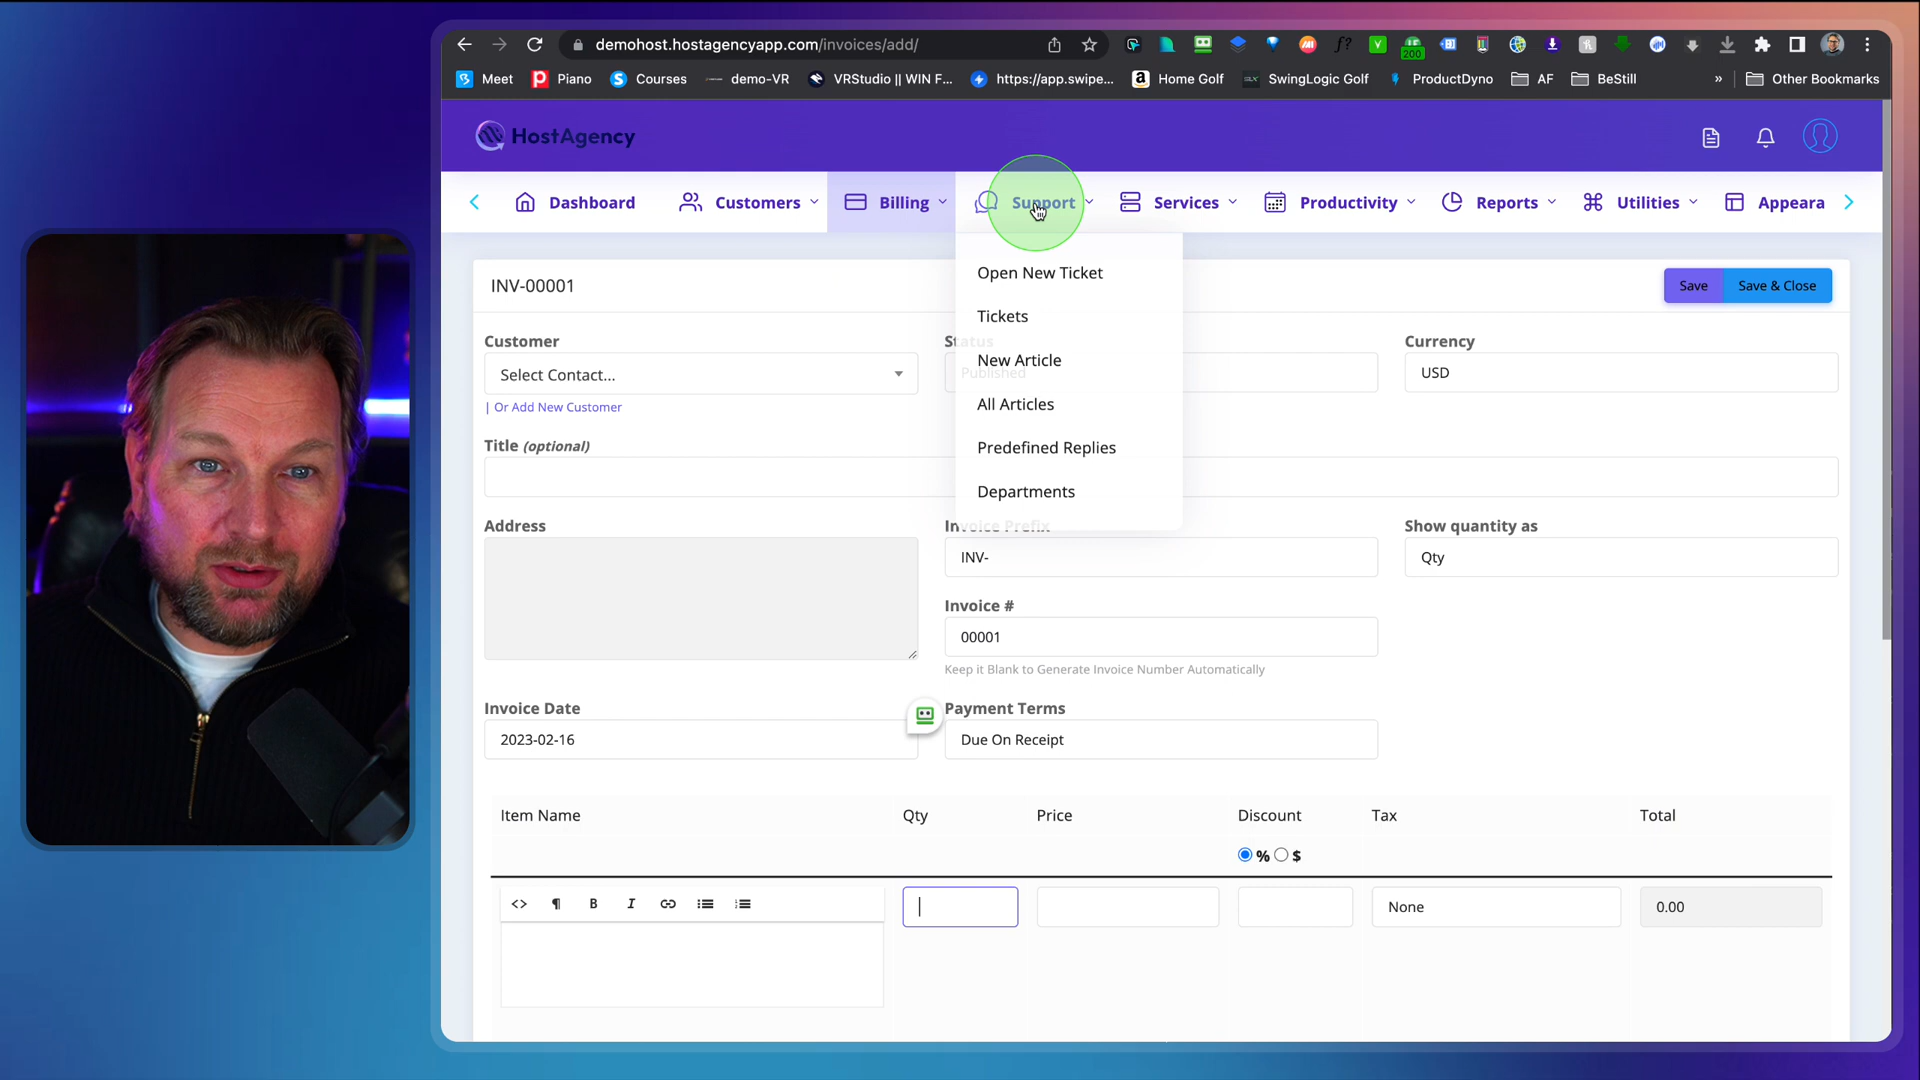 demohost.hostagencyapp.com/invoices/add/
200
Meet Piano Courses demo-VR VRStudio || WIN F... https://app.swipe... Home Golf SwingLogic Golf ProductDyno AF BeStill » Other Bookmarks
HostAgency
Dashboard Customers Billing Support Services Productivity Reports Utilities Appeara
INV-00001
Save Save & Close
Open New Ticket
Tickets
New Article
All Articles
Predefined Replies
Departments
Customer Status Currency
Select Contact... Published USD
| Or Add New Customer
Title (optional)
Address Invoice Prefix Show quantity as
INV- Qty
Invoice #
00001
Keep it Blank to Generate Invoice Number Automatically
Invoice Date Payment Terms
2023-02-16 Due On Receipt
Item Name Qty Price Discount Tax Total
% $
B I None 0.00